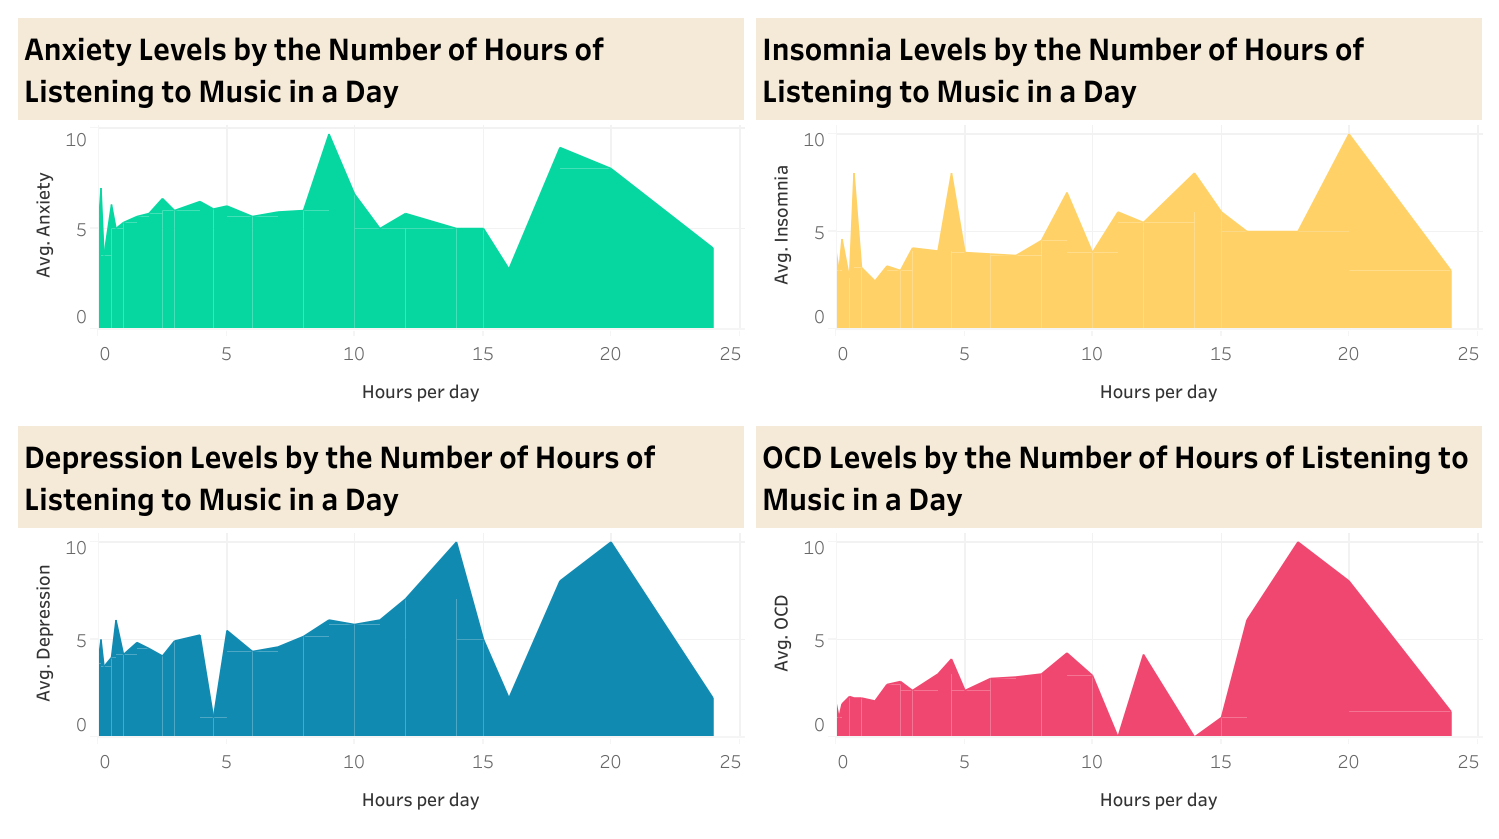 Anxiety Levels by the Number of Hours of
Listening to Music in a Day
10
5
0
Avg. Anxiety
0 5 10 15 20 25
Hours per day
Insomnia Levels by the Number of Hours of
Listening to Music in a Day
10
5
0
Avg. Insomnia
0 5 10 15 20 25
Hours per day
Depression Levels by the Number of Hours of
Listening to Music in a Day
10
5
0
Avg. Depression
0 5 10 15 20 25
Hours per day
OCD Levels by the Number of Hours of Listening to
Music in a Day
10
5
0
Avg. OCD
0 5 10 15 20 25
Hours per day